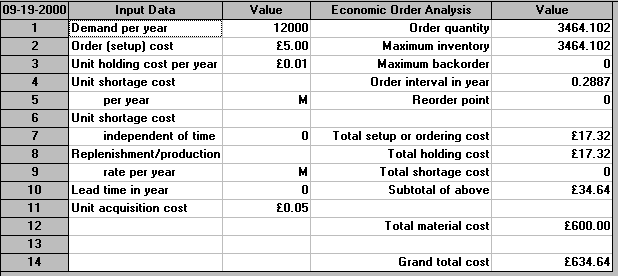 09-19-2000 Input Data Value Economic Order Analysis Value
1 Demand per year 12000 Order quantity 3464.102
2 Order (setup) cost £5.00 Maximum inventory 3464.102
3 Unit holding cost per year £0.01 Maximum backorder 0
4 Unit shortage cost Order interval in year 0.2887
5 per year M Reorder point 0
6 Unit shortage cost
7 independent of time 0 Total setup or ordering cost £17.32
8 Replenishment/production Total holding cost £17.32
9 rate per year M Total shortage cost 0
10 Lead time in year 0 Subtotal of above £34.64
11 Unit acquisition cost £0.05
12 Total material cost £600.00
13
14 Grand total cost £634.64